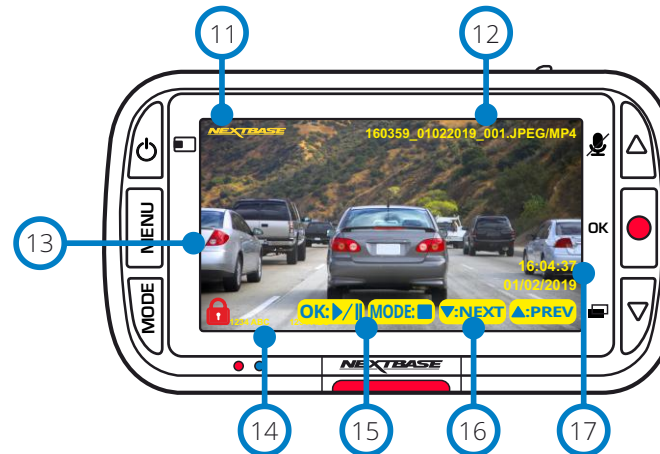 11
12
NEXTBASE
160359_01022019_001.JPEG/MP4
MENU
OK
13
16:04:37
01/02/2019
MODE
OK: ▶/|| MODE: ■ ▼:NEXT ▲:PREV
NEXTBASE
14
15
16
17